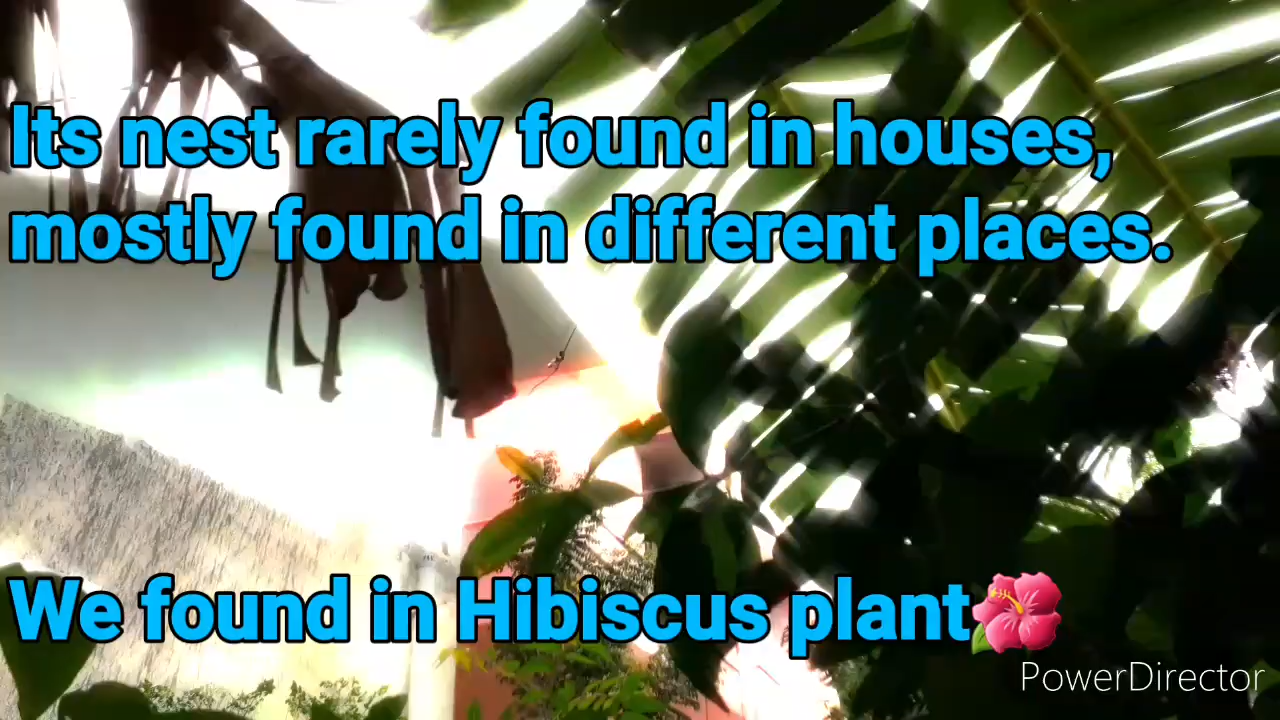 Its nest rarely found in houses,
mostly found in different places.
We found in Hibiscus plant🌺
PowerDirector